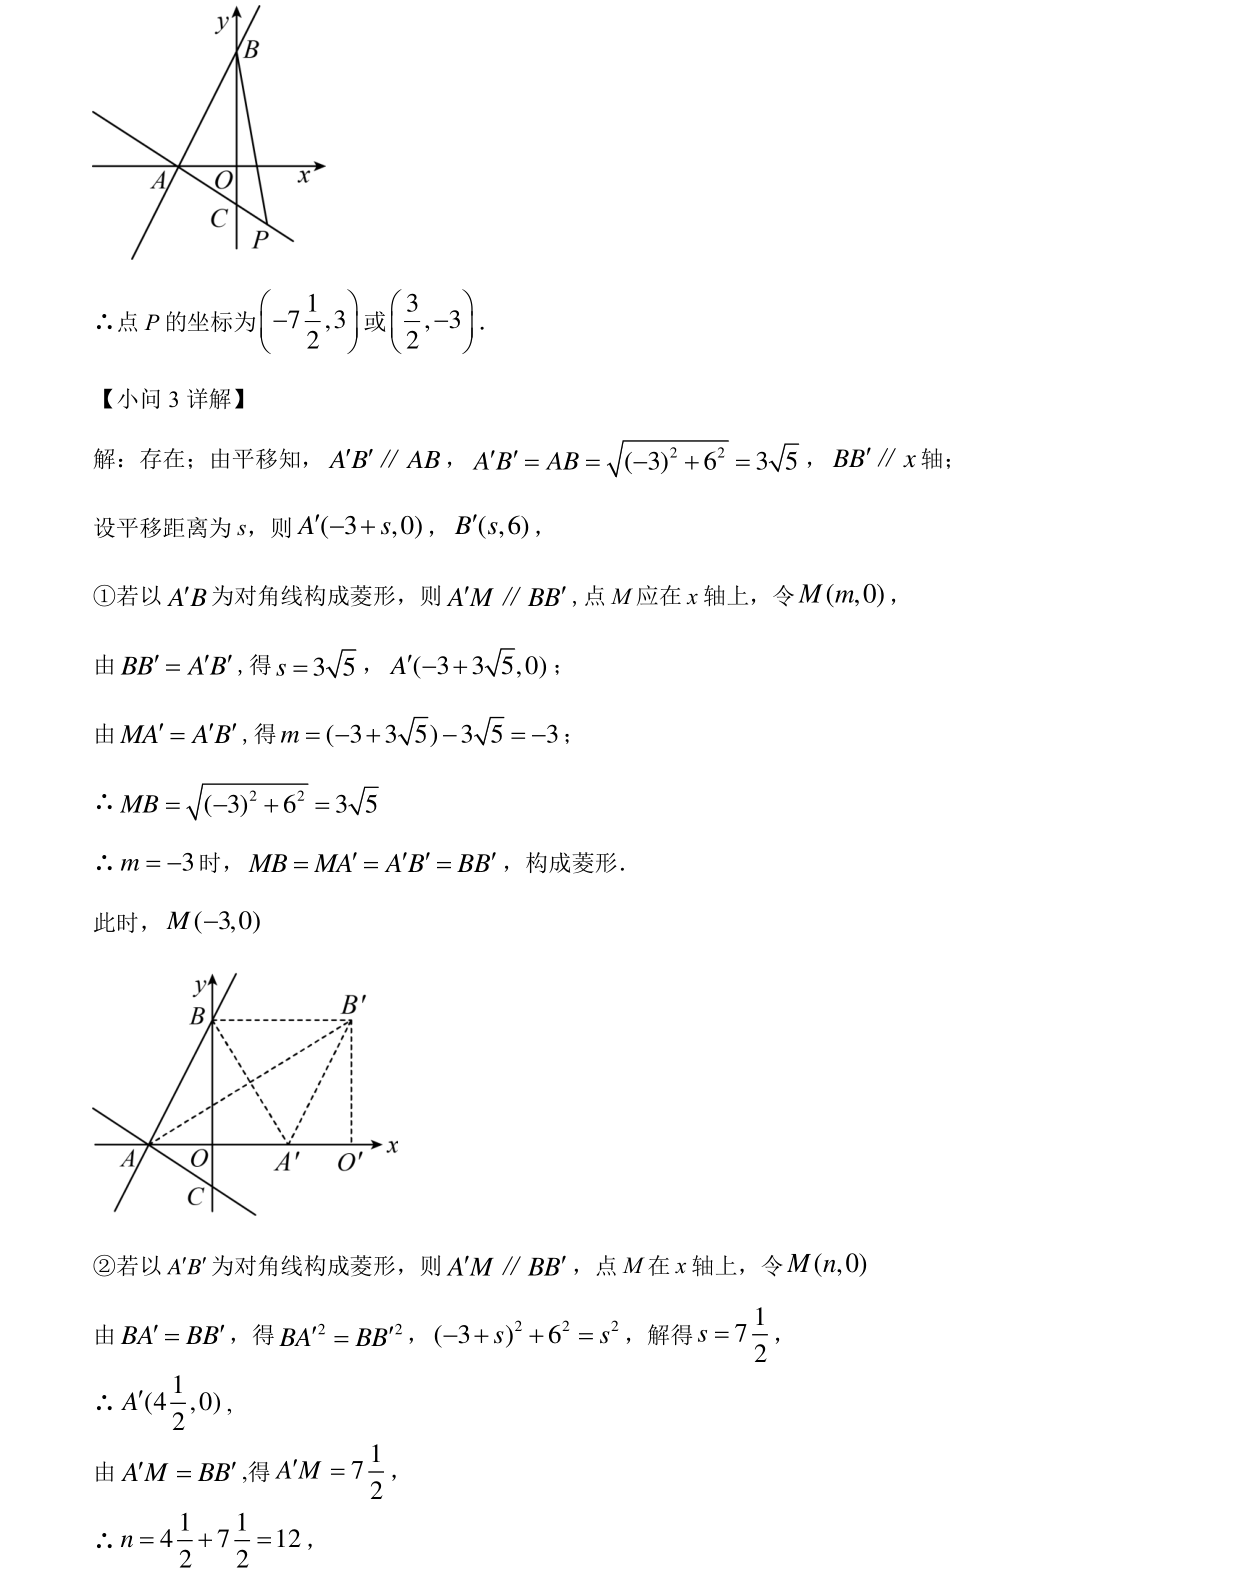 y
B
A
O
x
C
P
∴点 P 的坐标为(−7 1/2,3)或(3/2,−3).
【小问 3 详解】
解：存在；由平移知，A′B′∥AB，A′B′=AB=√((−3)²+6²)=3√5，BB′∥x轴；
设平移距离为 s，则 A′(−3+s,0)，B′(s,6)，
①若以 A′B 为对角线构成菱形，则 A′M∥BB′,点 M 应在 x 轴上，令 M(m,0)，
由 BB′=A′B′,得 s=3√5，A′(−3+3√5,0)；
由 MA′=A′B′,得 m=(−3+3√5)−3√5=−3；
∴MB=√((−3)²+6²)=3√5
∴m=−3时，MB=MA′=A′B′=BB′，构成菱形．
此时，M(−3,0)
y
B
B′
x
A
O
A′
O′
C
②若以 A′B′ 为对角线构成菱形，则 A′M∥BB′，点 M 在 x 轴上，令 M(n,0)
由 BA′=BB′，得 BA′²=BB′²，(−3+s)²+6²=s²，解得 s=7 1/2，
∴A′(4 1/2,0)，
由 A′M=BB′,得 A′M=7 1/2，
∴n=4 1/2+7 1/2=12，